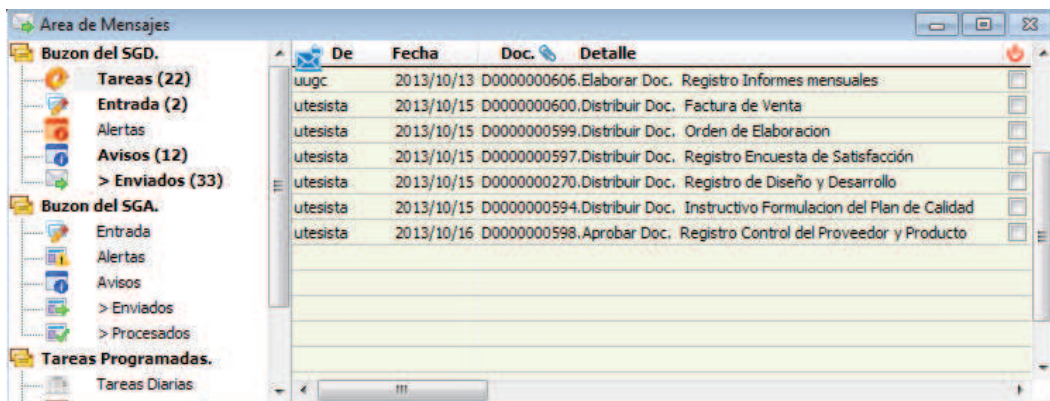 Area de Mensajes
Buzon del SGD.
Tareas (22)
Entrada (2)
Alertas
Avisos (12)
> Enviados (33)
Buzon del SGA.
Entrada
Alertas
Avisos
> Enviados
> Procesados
Tareas Programadas.
Tareas Diarias
De Fecha Doc. Detalle
uugc 2013/10/13 D0000000606.Elaborar Doc. Registro Informes mensuales
utesista 2013/10/15 D0000000600.Distribuir Doc. Factura de Venta
utesista 2013/10/15 D0000000599.Distribuir Doc. Orden de Elaboracion
utesista 2013/10/15 D0000000597.Distribuir Doc. Registro Encuesta de Satisfacción
utesista 2013/10/15 D0000000270.Distribuir Doc. Registro de Diseño y Desarrollo
utesista 2013/10/15 D0000000594.Distribuir Doc. Instructivo Formulacion del Plan de Calidad
utesista 2013/10/16 D0000000598.Aprobar Doc. Registro Control del Proveedor y Producto